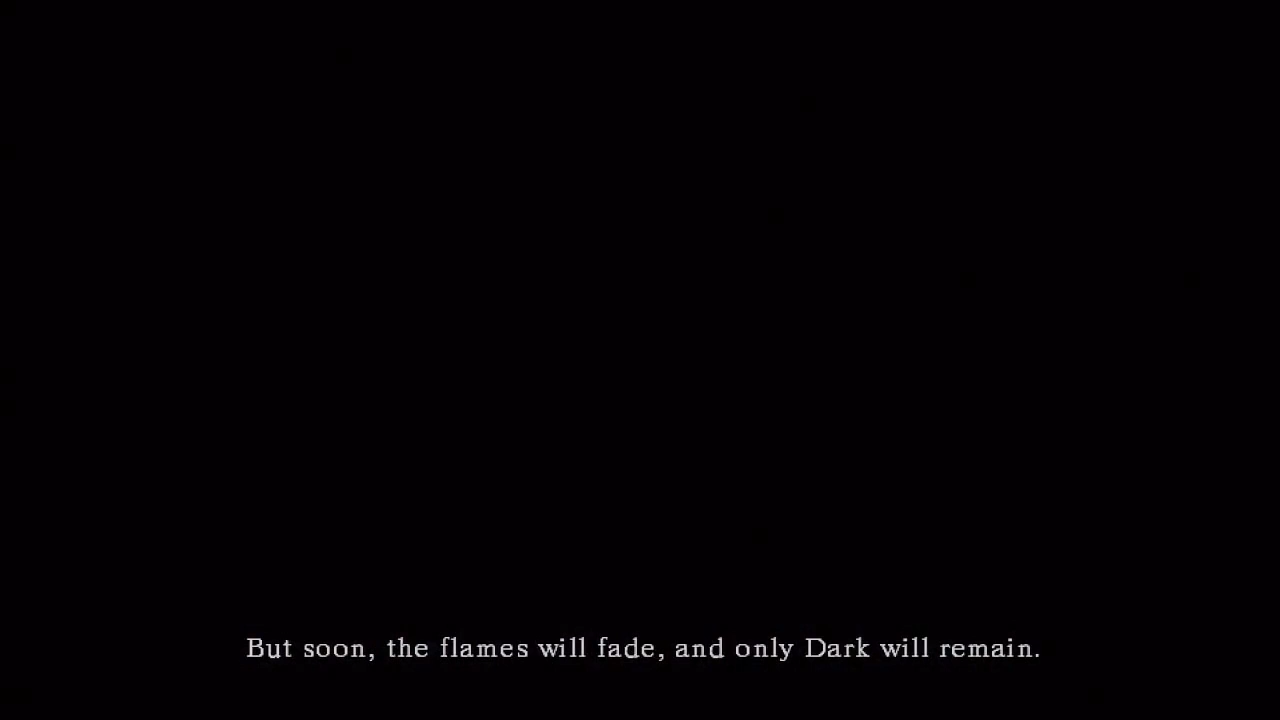 But soon, the flames will fade, and only Dark will remain.